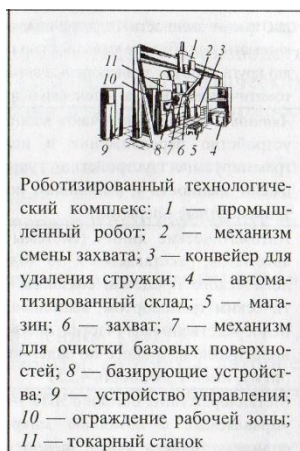 1
11
2 3
10
9
8 7 6 5 4
Роботизированный технологиче-
ский комплекс: 1 — промыш-
ленный робот; 2 — механизм
смены захвата; 3 — конвейер для
удаления стружки; 4 — автома-
тизированный склад; 5 — мага-
зин; 6 — захват; 7 — механизм
для очистки базовых поверхно-
стей; 8 — базирующие устройст-
ва; 9 — устройство управления;
10 — ограждение рабочей зоны;
11 — токарный станок